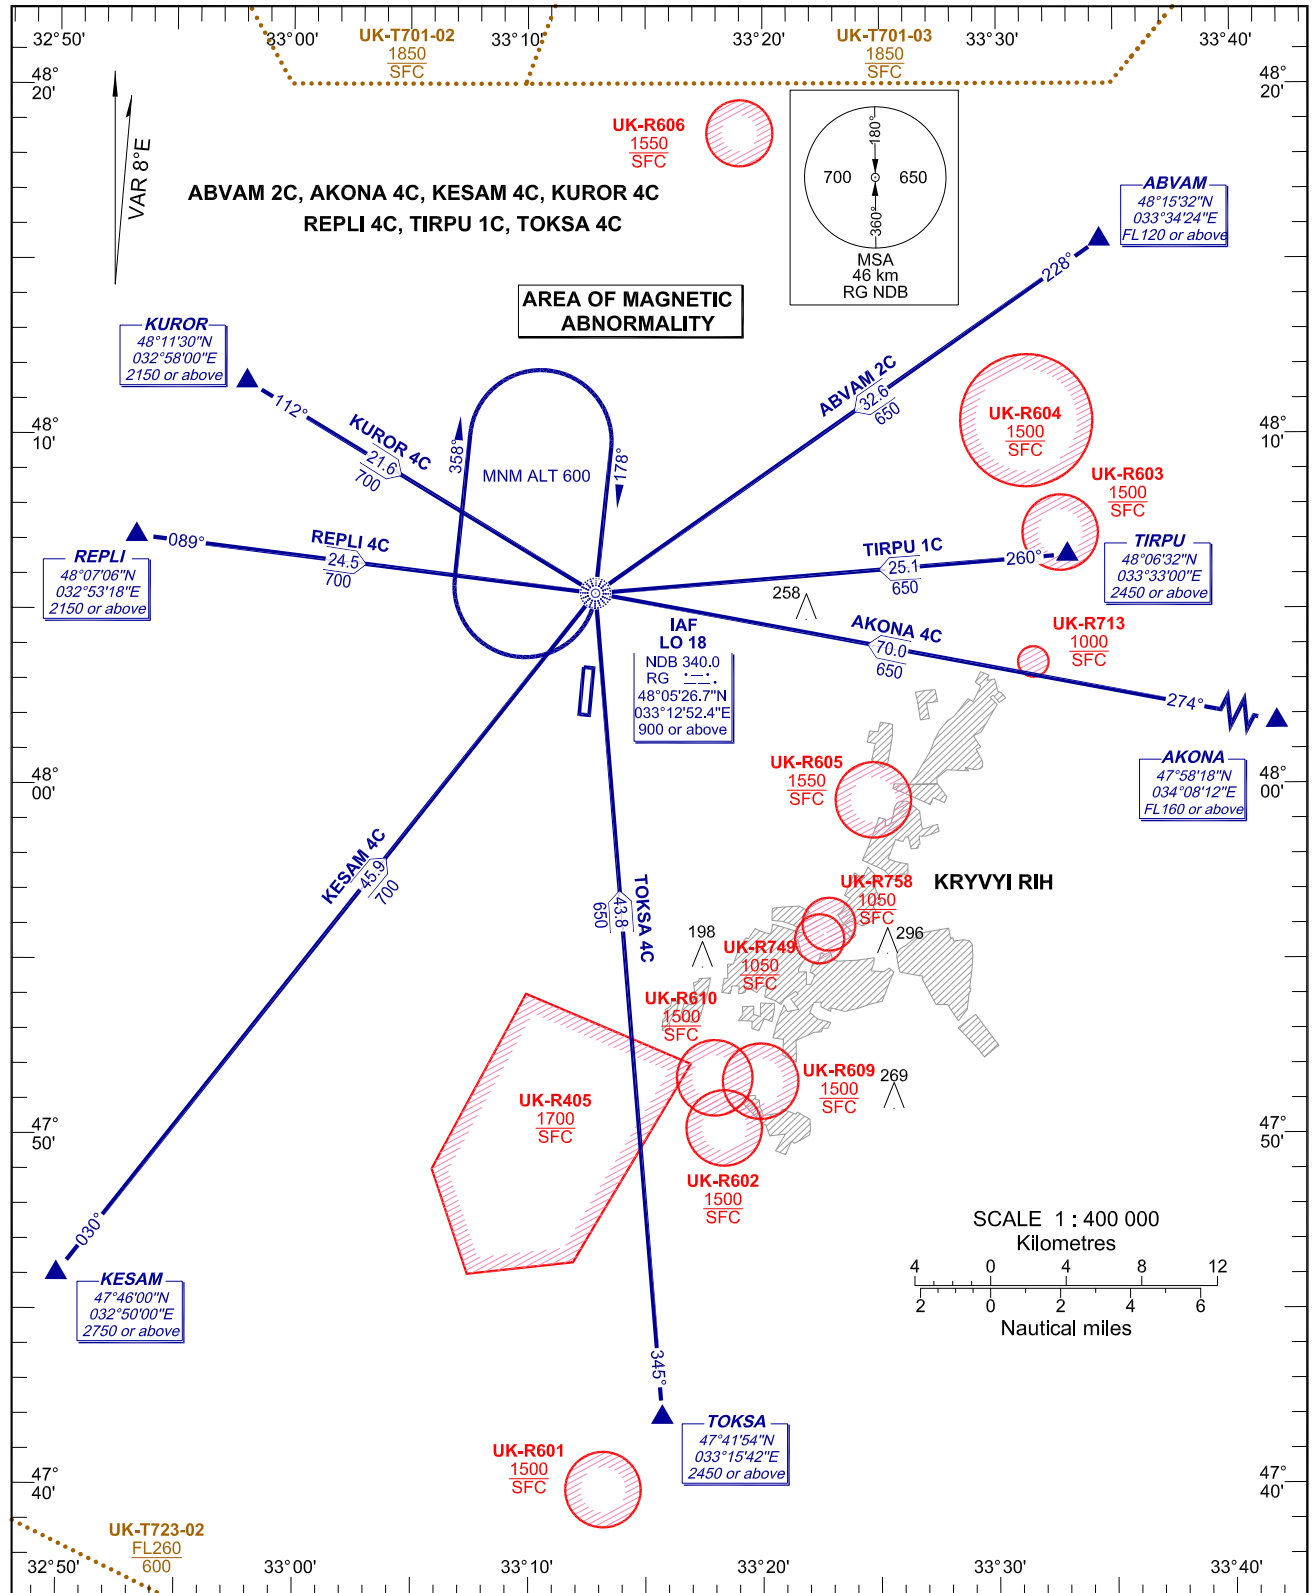 32°50' 33°00' 33°10' 33°20' 33°30' 33°40'
UK-T701-02
1850
SFC
UK-T701-03
1850
SFC
48°
20'
48°
20'
VAR 8°E
UK-R606
1550
SFC
180°
700 650
360°
MSA
46 km
RG NDB
ABVAM 2C, AKONA 4C, KESAM 4C, KUROR 4C
REPLI 4C, TIRPU 1C, TOKSA 4C
ABVAM
48°15'32"N
033°34'24"E
FL120 or above
228°
AREA OF MAGNETIC
ABNORMALITY
KUROR
48°11'30"N
032°58'00"E
2150 or above
112°
KUROR 4C
21.6
700
358°
178°
MNM ALT 600
ABVAM 2C
32.6
650
UK-R604
1500
SFC
48°
10'
48°
10'
UK-R603
1500
SFC
REPLI
48°07'06"N
032°53'18"E
2150 or above
089°
REPLI 4C
24.5
700
TIRPU 1C
25.1
650
260°
TIRPU
48°06'32"N
033°33'00"E
2450 or above
258
IAF
LO 18
NDB 340.0
RG
48°05'26.7"N
033°12'52.4"E
900 or above
AKONA 4C
70.0
650
UK-R713
1000
SFC
274°
AKONA
47°58'18"N
034°08'12"E
FL160 or above
48°
00'
48°
00'
UK-R605
1550
SFC
KESAM 4C
45.9
700
TOKSA 4C
43.8
650
UK-R758
1050
SFC
KRYVYI RIH
198
UK-R749
1050
SFC
296
UK-R610
1500
SFC
UK-R609
1500
SFC
269
UK-R405
1700
SFC
47°
50'
47°
50'
UK-R602
1500
SFC
030°
KESAM
47°46'00"N
032°50'00"E
2750 or above
SCALE 1 : 400 000
Kilometres
4 0 4 8 12
2 0 2 4 6
Nautical miles
345°
TOKSA
47°41'54"N
033°15'42"E
2450 or above
UK-R601
1500
SFC
47°
40'
47°
40'
UK-T723-02
FL260
600
32°50' 33°00' 33°10' 33°20' 33°30' 33°40'